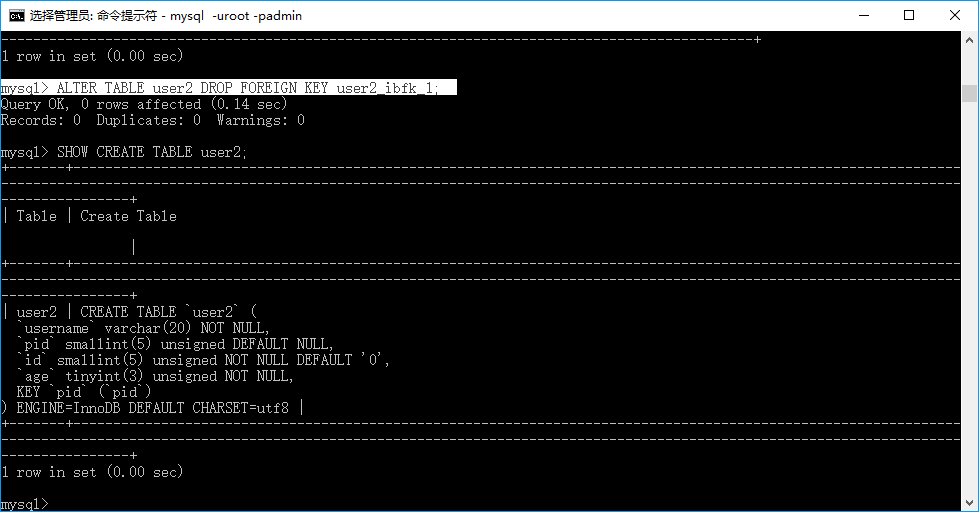 选择管理员: 命令提示符 - mysql  -uroot -padmin
-----------------------------------------------------------------------------------------------+
1 row in set (0.00 sec)
mysql> ALTER TABLE user2 DROP FOREIGN KEY user2_ibfk_1;
Query OK, 0 rows affected (0.14 sec)
Records: 0  Duplicates: 0  Warnings: 0
mysql> SHOW CREATE TABLE user2;
+-------+----------------------------------------------------------------------------------------------------------------
------------------------------------------------------------------------------------------------------------------------
----------------+
| Table | Create Table
                |
+-------+----------------------------------------------------------------------------------------------------------------
------------------------------------------------------------------------------------------------------------------------
----------------+
| user2 | CREATE TABLE `user2` (
  `username` varchar(20) NOT NULL,
  `pid` smallint(5) unsigned DEFAULT NULL,
  `id` smallint(5) unsigned NOT NULL DEFAULT '0',
  `age` tinyint(3) unsigned NOT NULL,
  KEY `pid` (`pid`)
) ENGINE=InnoDB DEFAULT CHARSET=utf8 |
+-------+----------------------------------------------------------------------------------------------------------------
------------------------------------------------------------------------------------------------------------------------
----------------+
1 row in set (0.00 sec)
mysql>